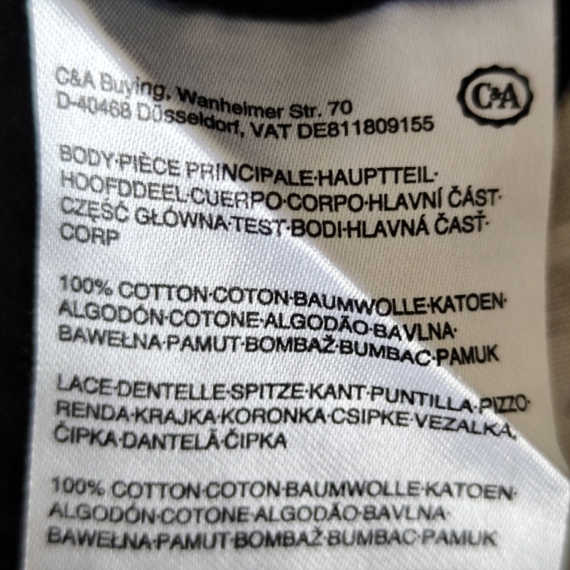 C&A Buying, Wanheimer Str. 70
D-40468 Düsseldorf, VAT DE811809155
C&A
BODY·PIÈCE PRINCIPALE·HAUPTTEIL·
HOOFDDEEL·CUERPO·CORPO·HLAVNÍ ČÁST·
CZĘŚĆ GŁÓWNA·TEST·BODI·HLAVNÁ ČASŤ·
CORP
100% COTTON·COTON·BAUMWOLLE·KATOEN·
ALGODÓN·COTONE·ALGODÃO·BAVLNA·
BAWEŁNA·PAMUT·BOMBAŽ·BUMBAC·PAMUK
LACE·DENTELLE·SPITZE·KANT·PUNTILLA·PIZZO·
RENDA·KRAJKA·KORONKA·CSIPKE·VEZALKA,
ČIPKA·DANTELĂ·ČIPKA
100% COTTON·COTON·BAUMWOLLE·KATOEN·
ALGODÓN·COTONE·ALGODÃO·BAVLNA·
BAWEŁNA·PAMUT·BOMBAŽ·BUMBAC·PAMUK